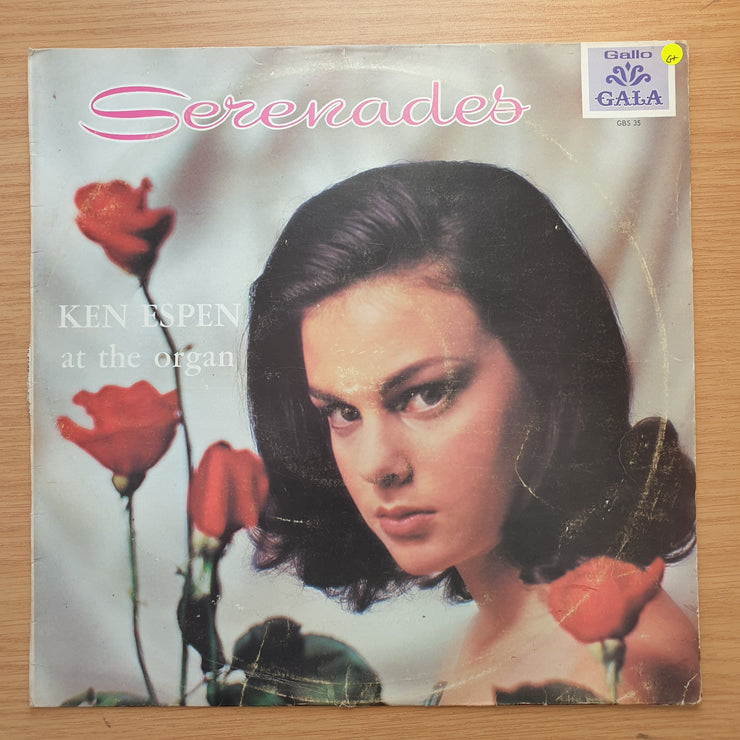 Serenades
Gallo
GALA
G+
GBS 35
KEN ESPEN
at the organ